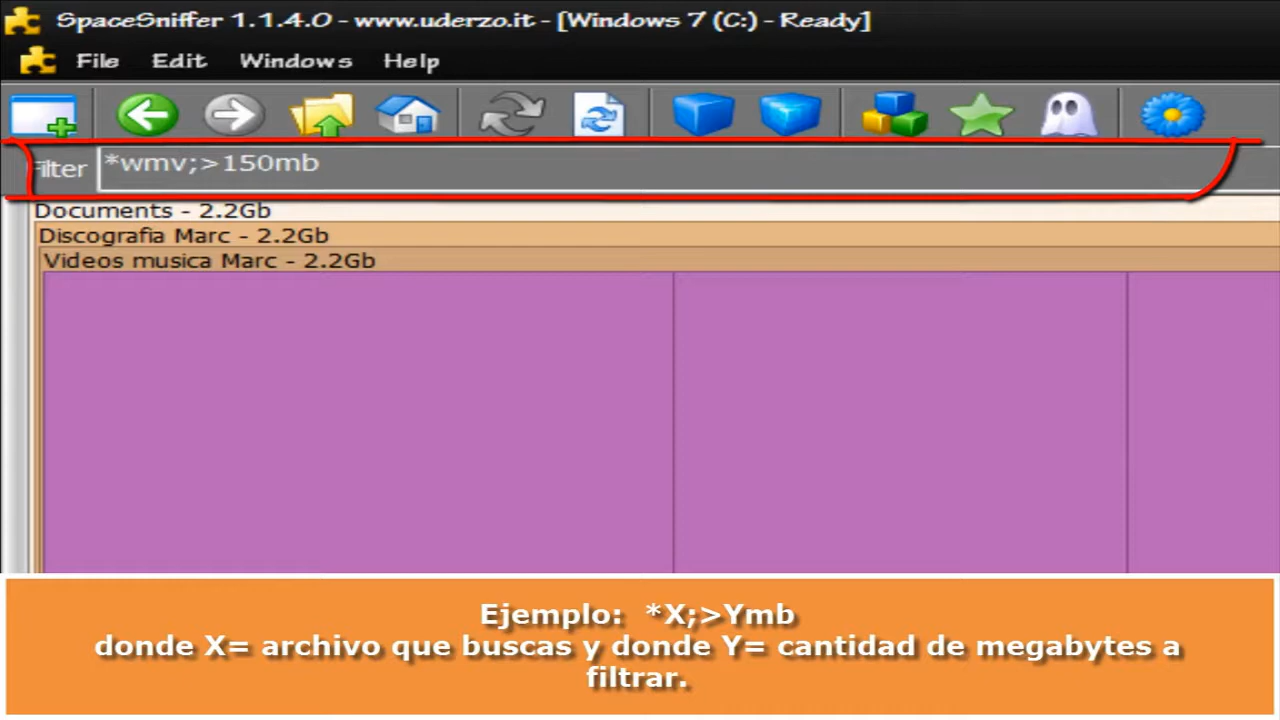 SpaceSniffer 1.1.4.0 - www.uderzo.it - [Windows 7 (C:) - Ready]
File Edit Windows Help
Filter *wmv;>150mb
Documents - 2.2Gb
Discografia Marc - 2.2Gb
Videos musica Marc - 2.2Gb
Ejemplo: *X;>Ymb
donde X= archivo que buscas y donde Y= cantidad de megabytes a
filtrar.